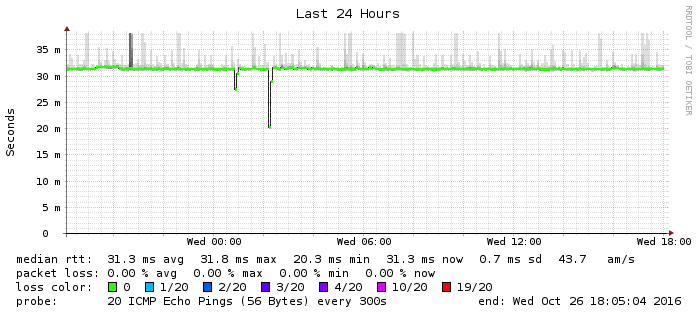 Last 24 Hours
RRDTOOL / TOBI OETIKER
Seconds
35 m
30 m
25 m
20 m
15 m
10 m
5 m
0
Wed 00:00 Wed 06:00 Wed 12:00 Wed 18:00
median rtt: 31.3 ms avg 31.8 ms max 20.3 ms min 31.3 ms now 0.7 ms sd 43.7 am/s
packet loss: 0.00 % avg 0.00 % max 0.00 % min 0.00 % now
loss color: 0 1/20 2/20 3/20 4/20 10/20 19/20
probe: 20 ICMP Echo Pings (56 Bytes) every 300s end: Wed Oct 26 18:05:04 2016